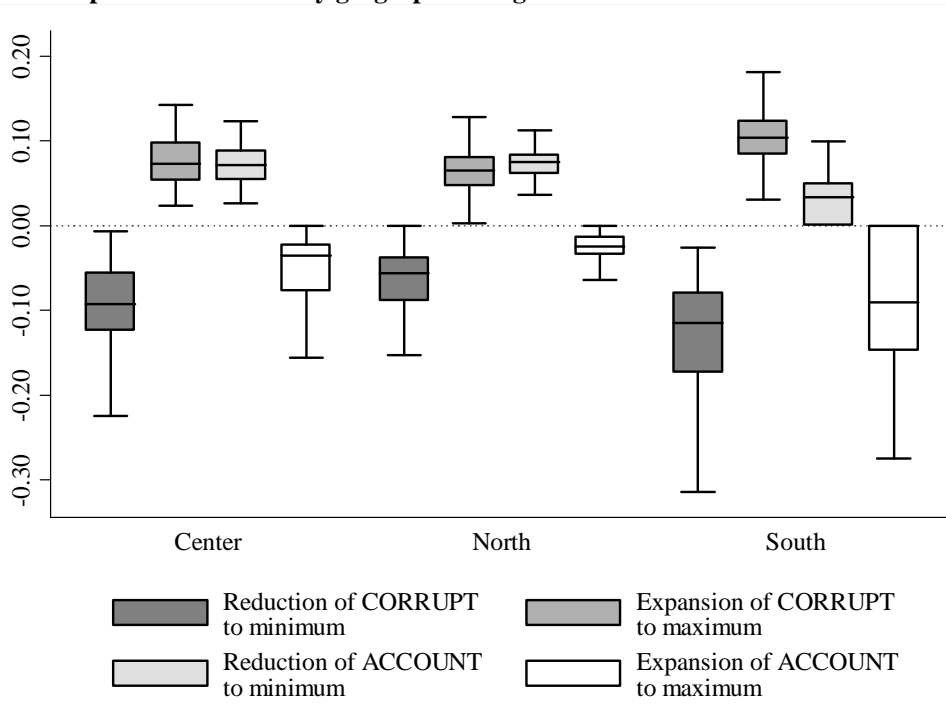 0.20
0.10
0.00
-0.10
-0.20
-0.30
Center North South
Reduction of CORRUPT
to minimum
Expansion of CORRUPT
to maximum
Reduction of ACCOUNT
to minimum
Expansion of ACCOUNT
to maximum